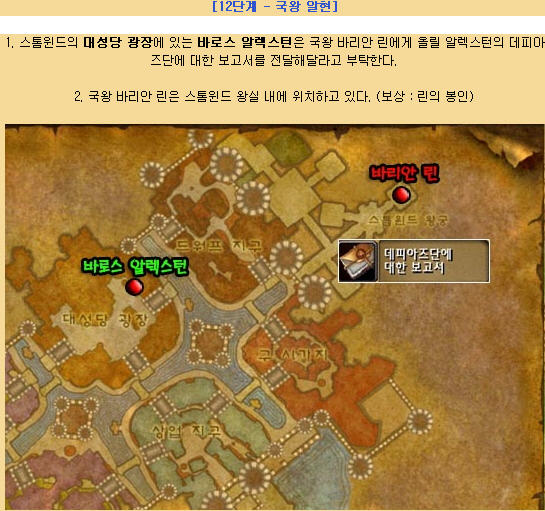 [12단계 - 국왕 알현]
1. 스톰윈드의 대성당 광장에 있는 바로스 알렉스턴은 국왕 바리안 린에게 올릴 알렉스턴의 데피아
즈단에 대한 보고서를 전달해달라고 부탁한다.
2. 국왕 바리안 린은 스톰윈드 왕실 내에 위치하고 있다. (보상 : 린의 봉인)
바리안 린
스톰윈드 왕궁
드워프 지구
데피아즈단에
대한 보고서
바로스 알렉스턴
대성당 광장
구 시가지
상업 지구